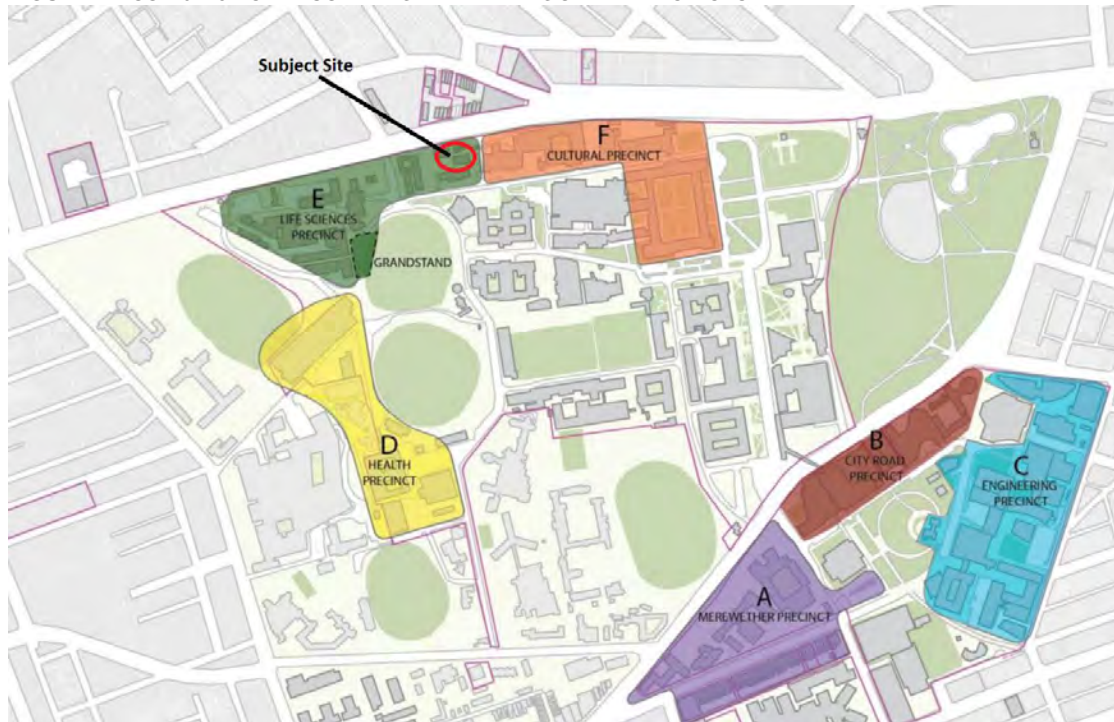 Subject Site
F
CULTURAL PRECINCT
E
LIFE SCIENCES
PRECINCT
GRANDSTAND
D
HEALTH
PRECINCT
B
CITY ROAD
PRECINCT
C
ENGINEERING
PRECINCT
A
MEREWETHER PRECINCT